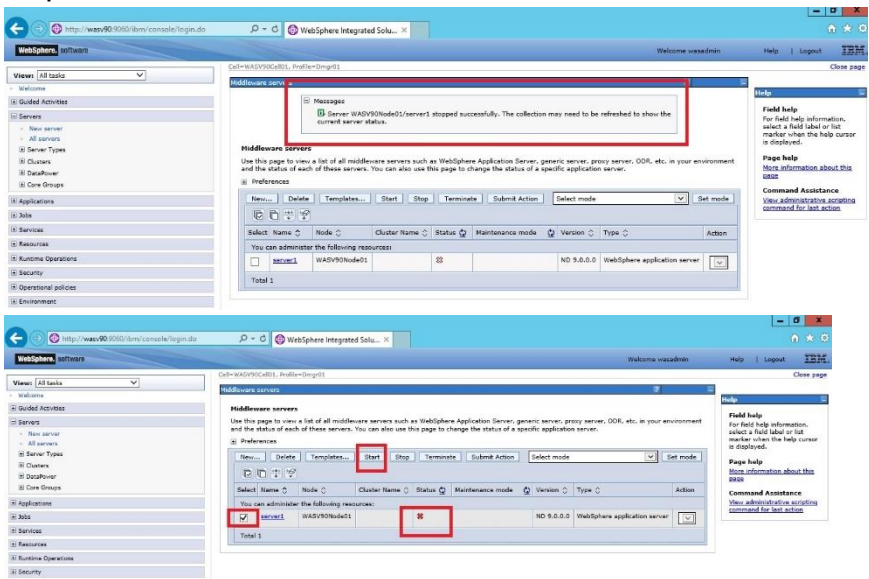 http://wasv90:9060/ibm/console/login.do
WebSphere Integrated Solu...
WebSphere. software
Welcome wasadmin
Help | Logout
IBM.
View: All tasks
Cell=WASV90Cell01, Profile=Dmgr01
Close page
Welcome
Guided Activities
Servers
New server
All servers
Server Types
Clusters
DataPower
Core Groups
Applications
Jobs
Services
Resources
Runtime Operations
Security
Operational policies
Environment
Middleware servers
Messages
Server WASV90Node01/server1 stopped successfully. The collection may need to be refreshed to show the
current server status.
Middleware servers
Use this page to view a list of all middleware servers such as WebSphere Application Server, generic server, proxy server, ODR, etc. in your environment
and the status of each of these servers. You can also use this page to change the status of a specific application server.
Preferences
New... Delete Templates... Start Stop Terminate Submit Action Select mode Set mode
Select Name Node Cluster Name Status Maintenance mode Version Type Action
You can administer the following resources:
server1 WASV90Node01 ND 9.0.0.0 WebSphere application server
Total 1
Help
Field help
For field help information,
select a field label or list
marker when the help cursor
is displayed.
Page help
More information about this
page
Command Assistance
View administrative scripting
command for last action
http://wasv90:9060/ibm/console/login.do
WebSphere Integrated Solu...
WebSphere. software
Welcome wasadmin
Help | Logout
IBM.
View: All tasks
Cell=WASV90Cell01, Profile=Dmgr01
Close page
Welcome
Guided Activities
Servers
New server
All servers
Server Types
Clusters
DataPower
Core Groups
Applications
Jobs
Services
Resources
Runtime Operations
Security
Middleware servers
Middleware servers
Use this page to view a list of all middleware servers such as WebSphere Application Server, generic server, proxy server, ODR, etc. in your environment
and the status of each of these servers. You can also use this page to change the status of a specific application server.
Preferences
New... Delete Templates... Start Stop Terminate Submit Action Select mode Set mode
Select Name Node Cluster Name Status Maintenance mode Version Type Action
You can administer the following resources:
server1 WASV90Node01 ND 9.0.0.0 WebSphere application server
Total 1
Help
Field help
For field help information,
select a field label or list
marker when the help cursor
is displayed.
Page help
More information about this
page
Command Assistance
View administrative scripting
command for last action